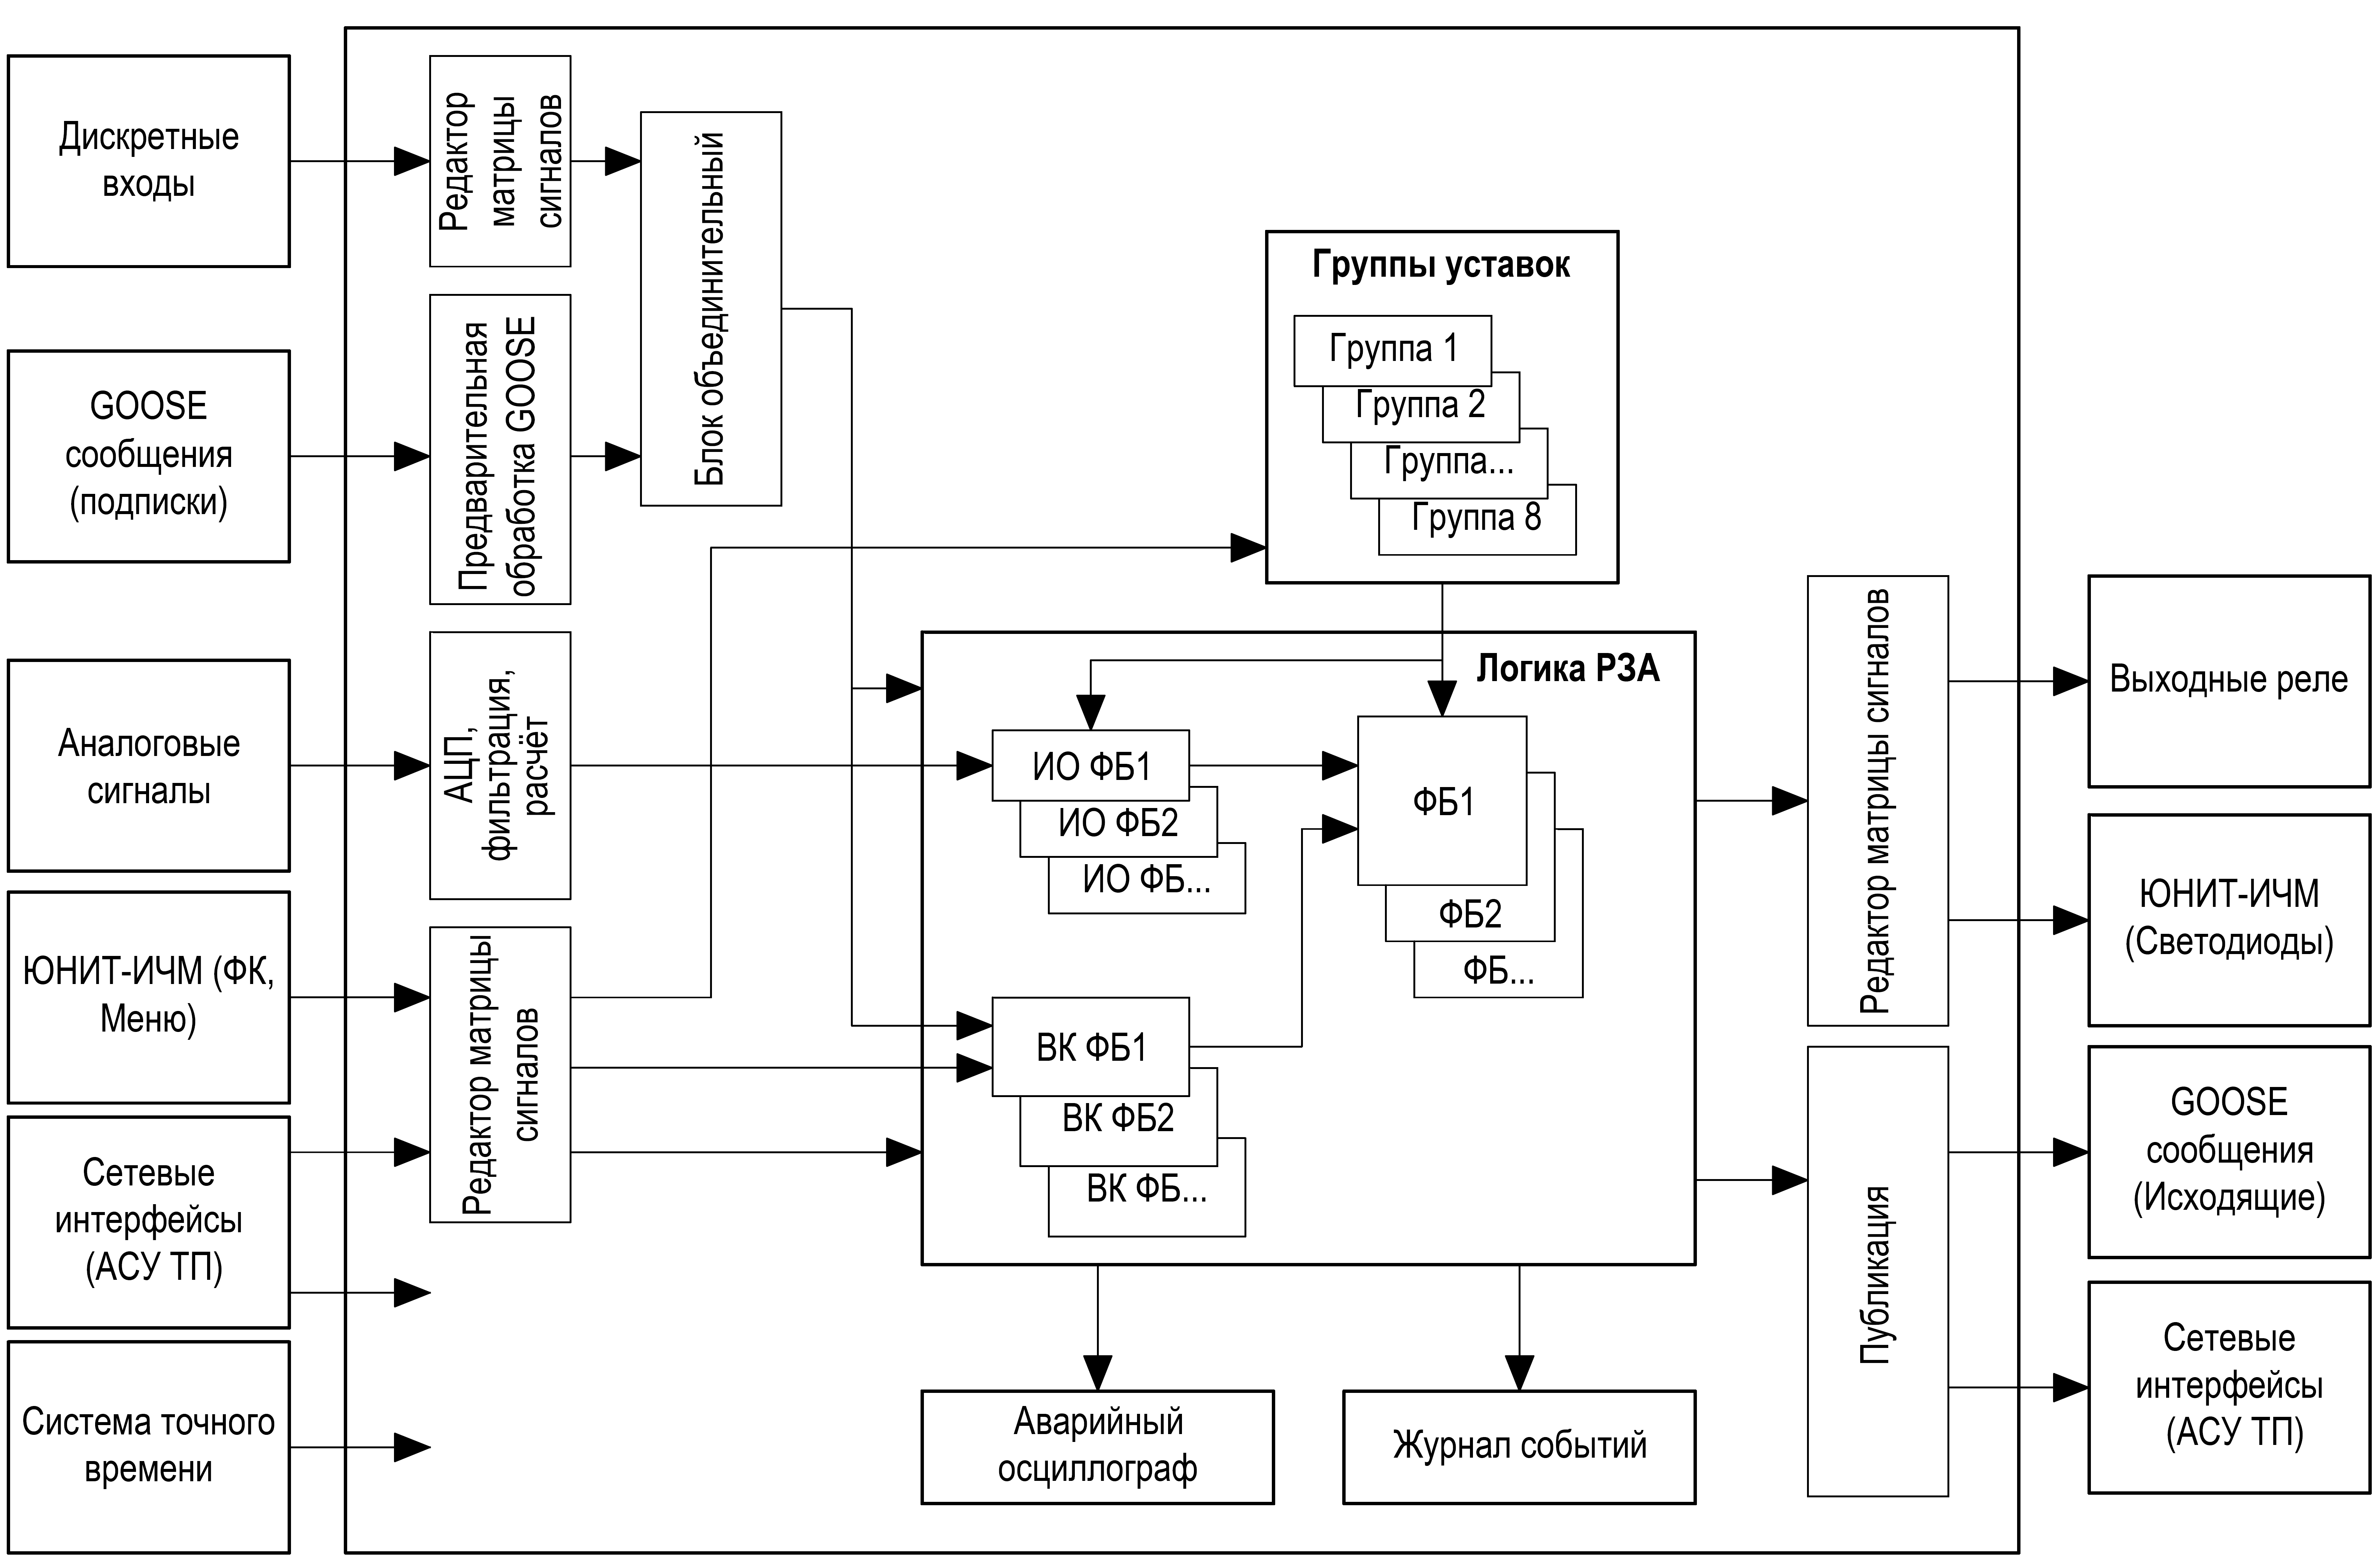 Дискретные
входы
GOOSE
сообщения
(подписки)
Аналоговые
сигналы
ЮНИТ-ИЧМ (ФК,
Меню)
Сетевые
интерфейсы
(АСУ ТП)
Система точного
времени
Редактор
матрицы
сигналов
Предварительная
обработка GOOSE
АЦП,
фильтрация,
расчёт
Редактор матрицы
сигналов
Блок объединительный
Группы уставок
Группа 1
Группа 2
Группа...
Группа 8
Логика РЗА
ИО ФБ1
ИО ФБ2
ИО ФБ...
ВК ФБ1
ВК ФБ2
ВК ФБ...
ФБ1
ФБ2
ФБ...
Аварийный
осциллограф
Журнал событий
Редактор матрицы сигналов
Публикация
Выходные реле
ЮНИТ-ИЧМ
(Светодиоды)
GOOSE
сообщения
(Исходящие)
Сетевые
интерфейсы
(АСУ ТП)